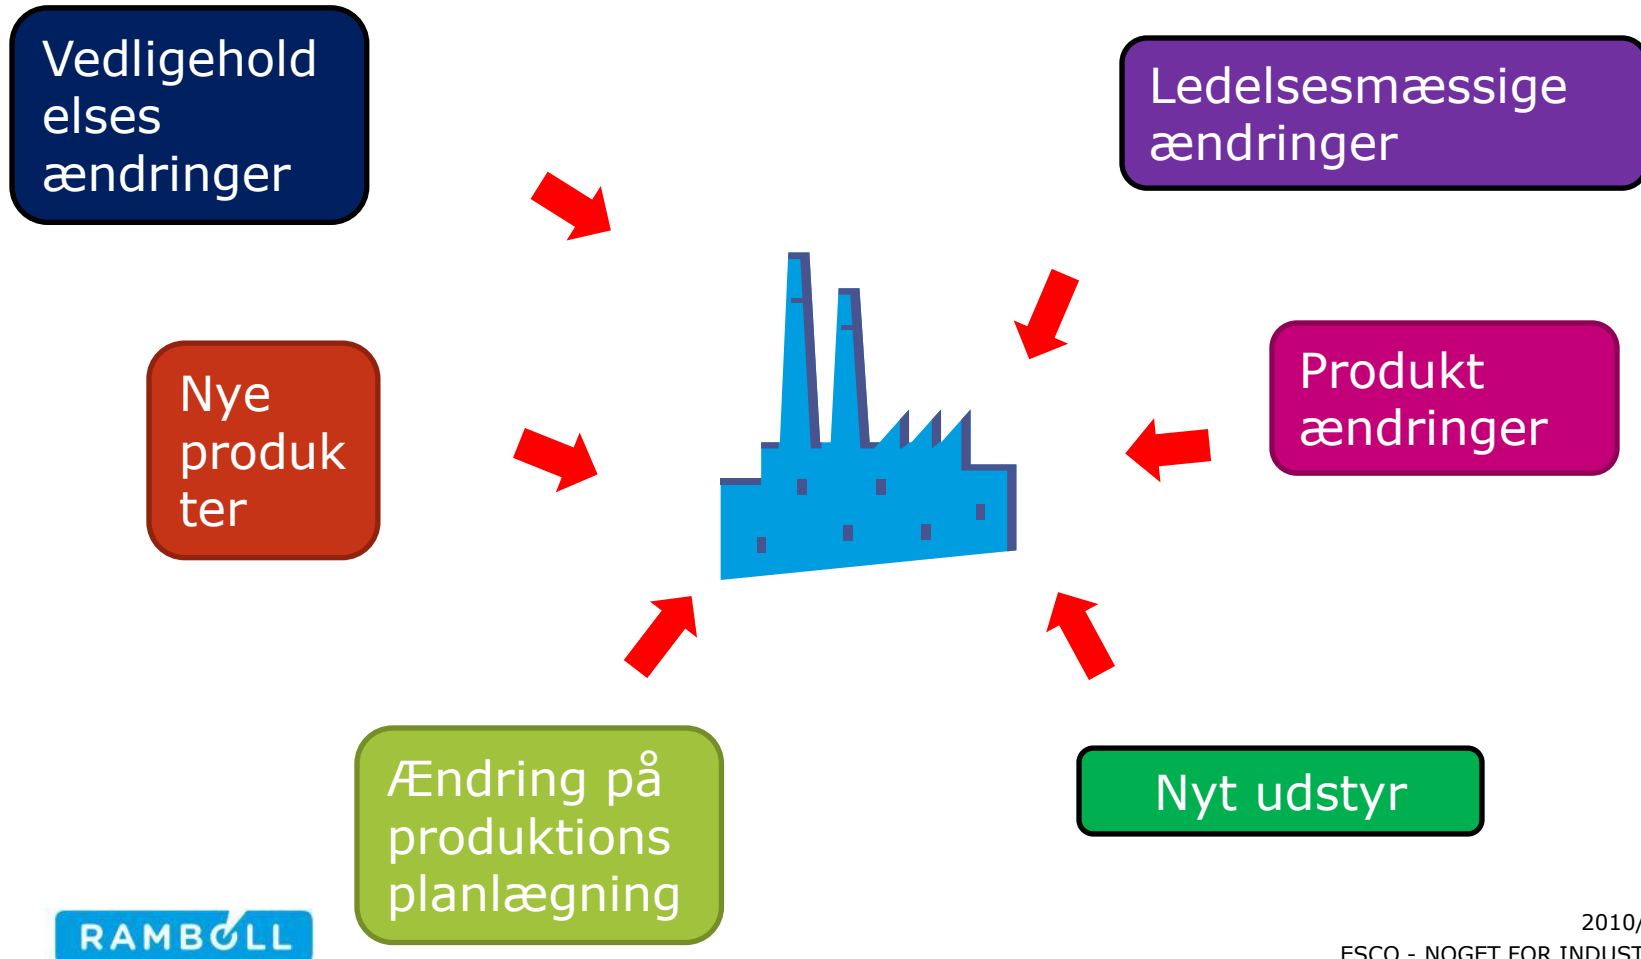 Vedligehold
elses
ændringer
Ledelsesmæssige
ændringer
Nye
produk
ter
Produkt
ændringer
Ændring på
produktions
planlægning
Nyt udstyr
RAMBØLL
2010/
ESCO - NOGET FOR INDUST